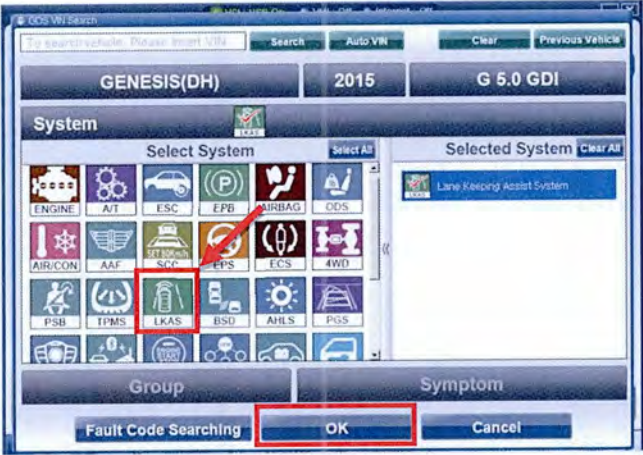 GDS VIN Search
To search vehicle, Please Insert VIN
Search
Auto VIN
Clear
Previous Vehicle
GENESIS(DH)
2015
G 5.0 GDI
System
LKAS
Select System
Select All
Selected System
Clear All
ENGINE
A/T
ESC
EPB
AIRBAG
ODS
Lane Keeping Assist System
AIR/CON
AAF
SET 80Km/h
SCC
EPS
ECS
4WD
PSB
TPMS
LKAS
BSD
AHLS
PGS
Group
Symptom
Fault Code Searching
OK
Cancel